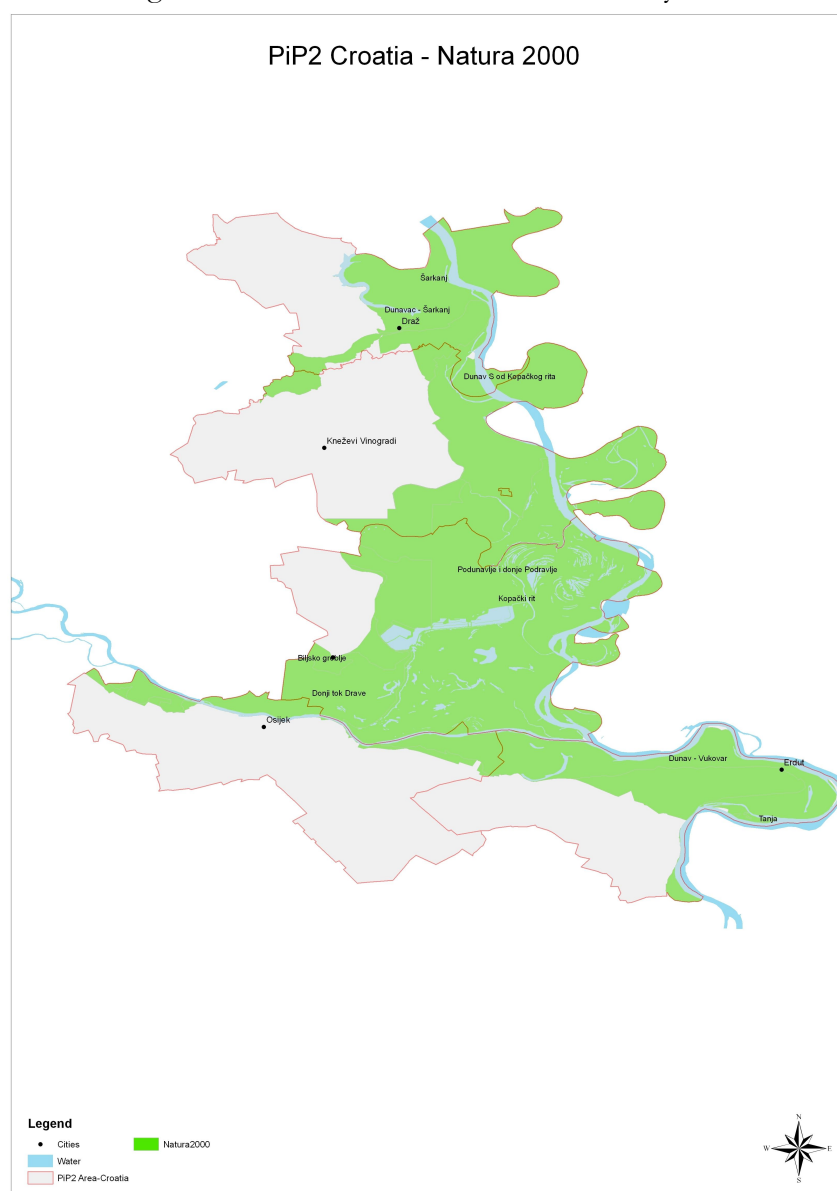 PiP2 Croatia - Natura 2000
Šarkanj
Dunavac - Šarkanj
Draž
Dunav S od Kopačkog rita
Kneževi Vinogradi
Podunavlje i donje Podravlje
Kopački rit
Biljsko groblje
Donji tok Drave
Osijek
Dunav - Vukovar
Erdut
Tanja
Legend
Cities
Natura2000
Water
PiP2 Area-Croatia
N
W
E
S